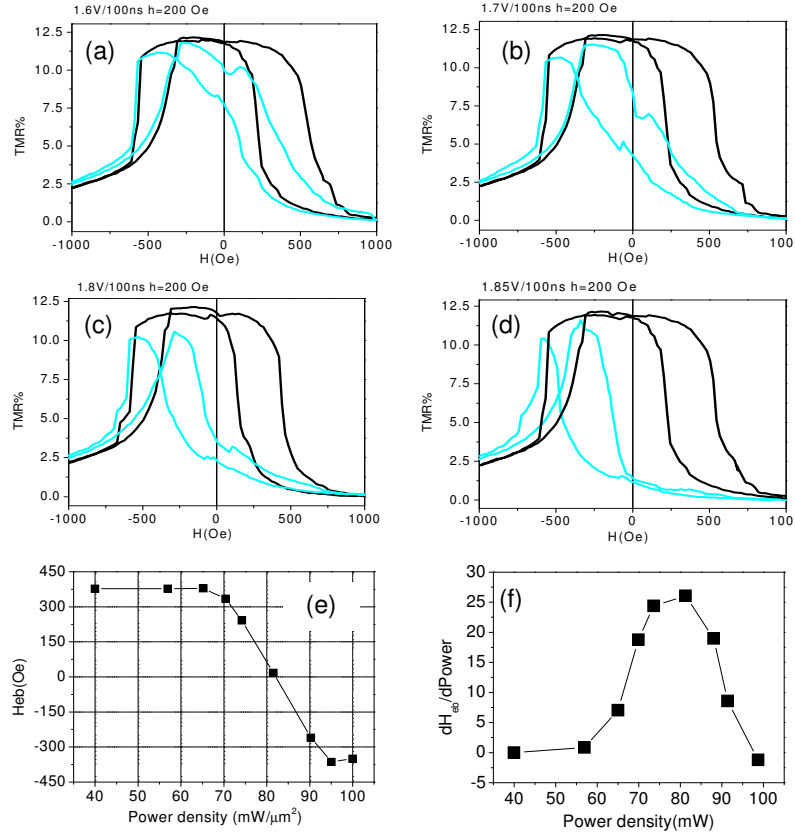 1.6V/100ns h=200 Oe
(a)
TMR%
12.5
10.0
7.5
5.0
2.5
0.0
-1000 -500 0 500 1000
H(Oe)
1.7V/100ns h=200 Oe
(b)
TMR%
12.5
10.0
7.5
5.0
2.5
0.0
-1000 -500 0 500 1000
H(Oe)
1.8V/100ns h=200 Oe
(c)
TMR%
12.5
10.0
7.5
5.0
2.5
0.0
-1000 -500 0 500 1000
H(Oe)
1.85V/100ns h=200 Oe
(d)
TMR%
12.5
10.0
7.5
5.0
2.5
0.0
-1000 -500 0 500 1000
H(Oe)
(e)
Heb(Oe)
450
300
150
0
-150
-300
-450
40 50 60 70 80 90 100
Power density (mW/μm²)
(f)
dH_eb/dPower
30
25
20
15
10
5
0
-5
40 50 60 70 80 90 100
Power density(mW)